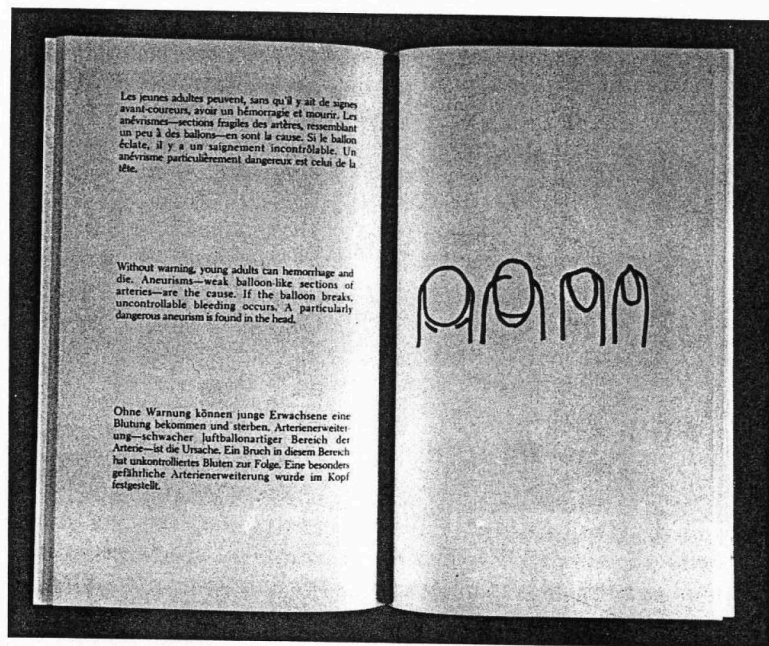 Les jeunes adultes peuvent, sans qu'il y ait de signes
avant-coureurs, avoir un hémorragie et mourir. Les
anévrismes—sections fragiles des artères, ressemblant
un peu à des ballons—en sont la cause. Si le ballon
éclate, il y a un saignement incontrôlable. Un
anévrisme particulièrement dangereux est celui de la
tête.
Without warning, young adults can hemorrhage and
die. Aneurisms—weak balloon-like sections of
arteries—are the cause. If the balloon breaks,
uncontrollable bleeding occurs. A particularly
dangerous aneurism is found in the head.
Ohne Warnung können junge Erwachsene eine
Blutung bekommen und sterben. Arterienerweiter-
ung—schwacher luftballonartiger Bereich der
Arterie—ist die Ursache. Ein Bruch in diesem Bereich
hat unkontrolliertes Bluten zur Folge. Eine besonders
gefährliche Arterienerweiterung wurde im Kopf
festgestellt.